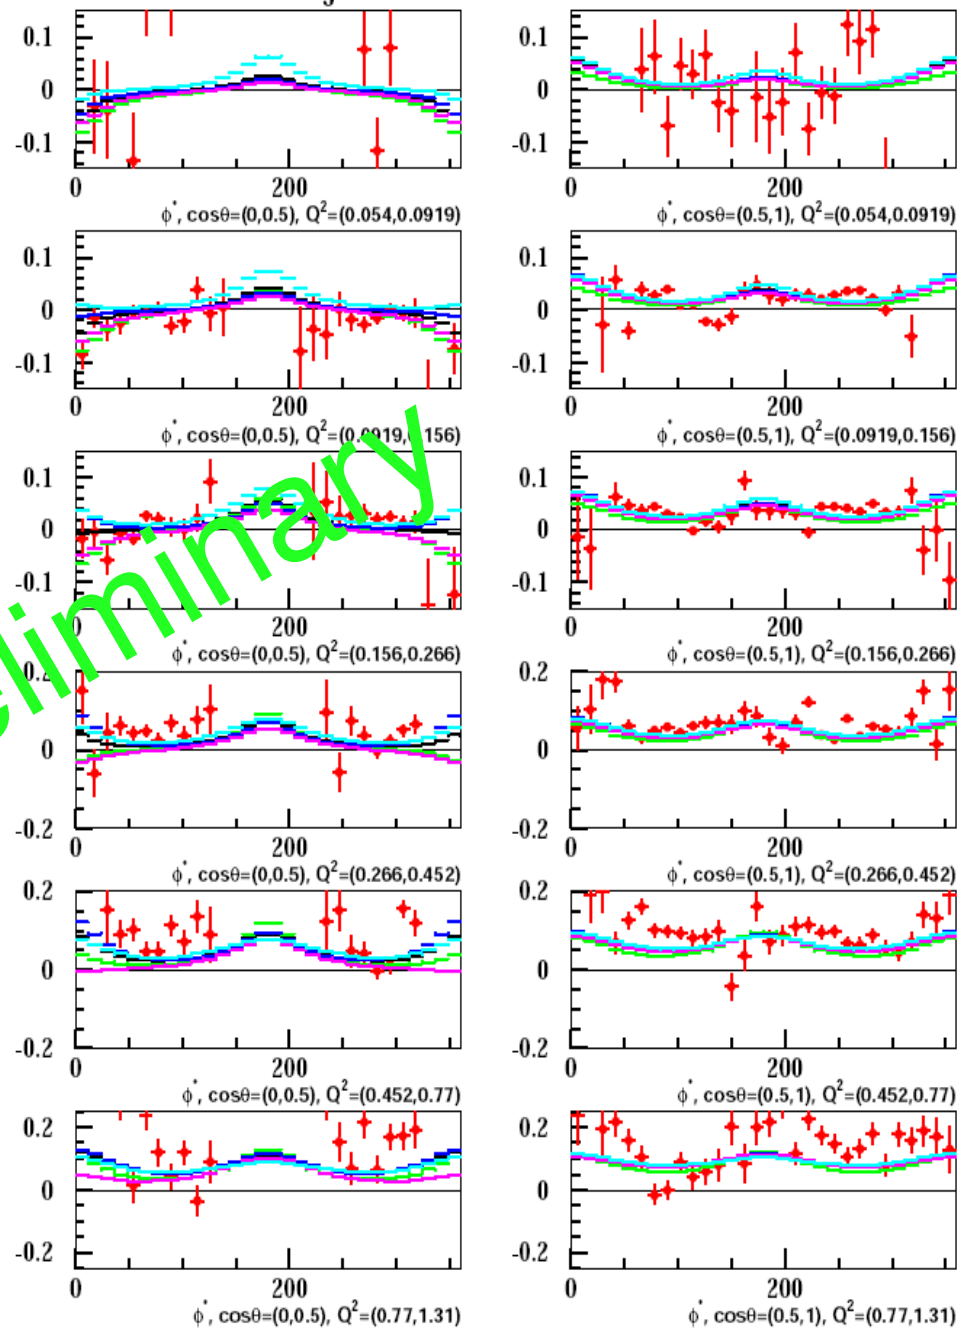 0.1 0 -0.1 0 200
0.1 0 -0.1 0 200
ϕ*, cosθ=(0,0.5), Q²=(0.054,0.0919)
ϕ*, cosθ=(0.5,1), Q²=(0.054,0.0919)
0.1 0 -0.1 0 200
0.1 0 -0.1 0 200
ϕ*, cosθ=(0,0.5), Q²=(0.0919,0.156)
ϕ*, cosθ=(0.5,1), Q²=(0.0919,0.156)
0.1 0 -0.1 0 200
0.1 0 -0.1 0 200
eliminary
ϕ*, cosθ=(0,0.5), Q²=(0.156,0.266)
ϕ*, cosθ=(0.5,1), Q²=(0.156,0.266)
0.2 0 -0.2 0 200
0.2 0 -0.2 0 200
ϕ*, cosθ=(0,0.5), Q²=(0.266,0.452)
ϕ*, cosθ=(0.5,1), Q²=(0.266,0.452)
0.2 0 -0.2 0 200
0.2 0 -0.2 0 200
ϕ*, cosθ=(0,0.5), Q²=(0.452,0.77)
ϕ*, cosθ=(0.5,1), Q²=(0.452,0.77)
0.2 0 -0.2 0 200
0.2 0 -0.2 0 200
ϕ*, cosθ=(0,0.5), Q²=(0.77,1.31)
ϕ*, cosθ=(0.5,1), Q²=(0.77,1.31)